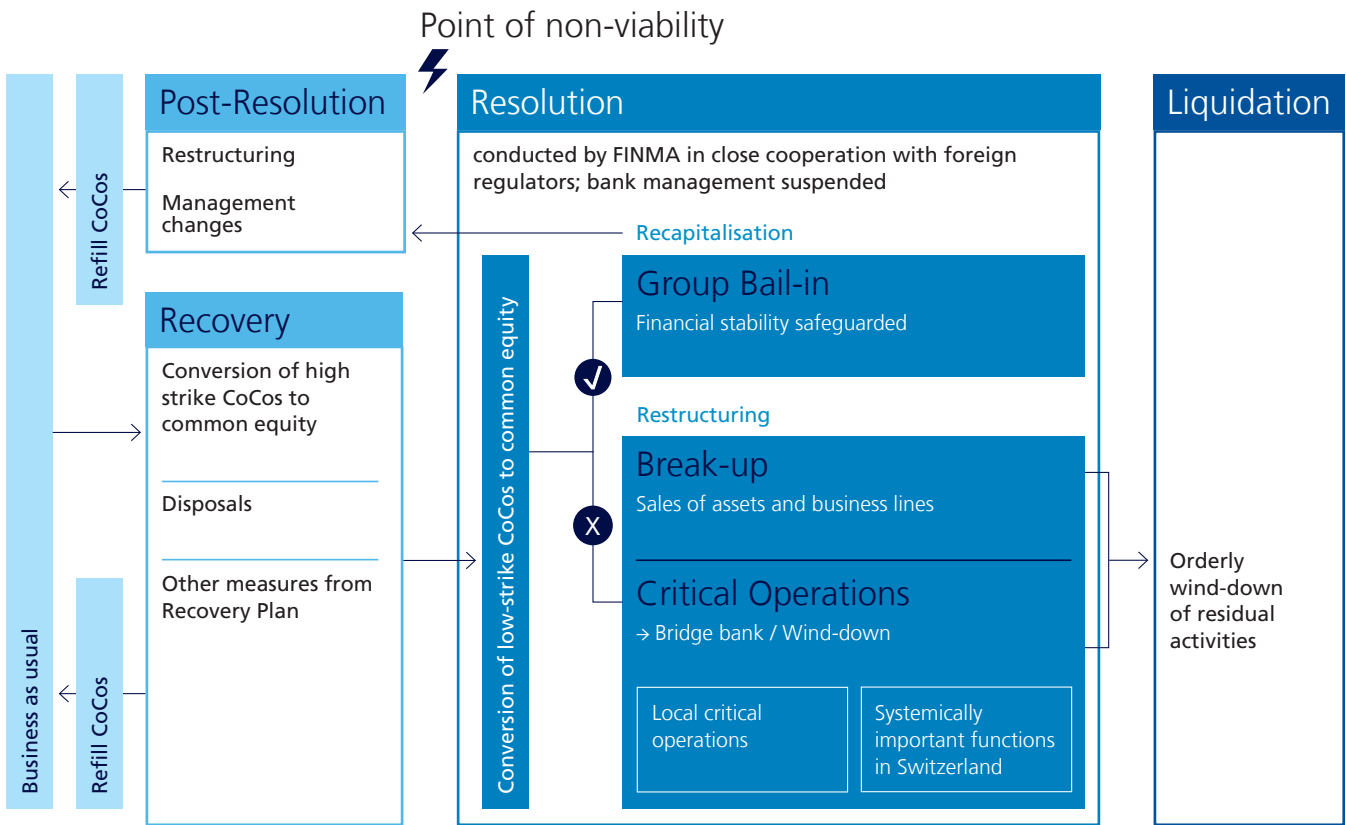 Point of non-viability
Business as usual
Refill CoCos
Post-Resolution
Restructuring
Management
changes
Refill CoCos
Recovery
Conversion of high
strike CoCos to
common equity
Disposals
Other measures from
Recovery Plan
Resolution
conducted by FINMA in close cooperation with foreign
regulators; bank management suspended
Conversion of low-strike CoCos to common equity
√
X
Recapitalisation
Group Bail-in
Financial stability safeguarded
Restructuring
Break-up
Sales of assets and business lines
Critical Operations
→ Bridge bank / Wind-down
Local critical
operations
Systemically
important functions
in Switzerland
Liquidation
Orderly
wind-down
of residual
activities